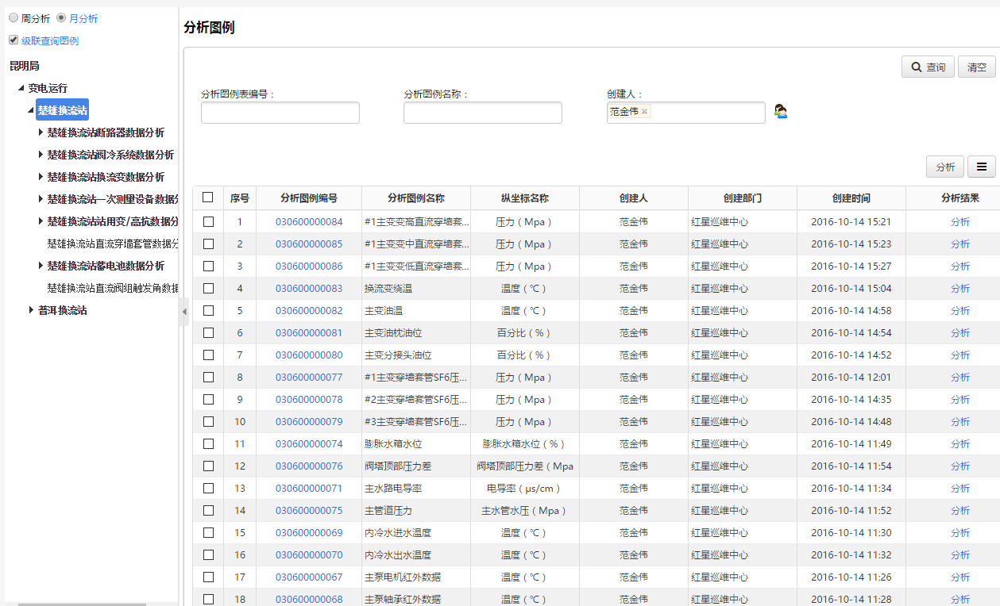 周分析 月分析
级联查询图例
昆明局
变电运行
楚雄换流站
楚雄换流站断路器数据分析
楚雄换流站阀冷系统数据分析
楚雄换流站换流变数据分析
楚雄换流站一次测量设备数据分
楚雄换流站站用变/高抗数据分
楚雄换流站直流穿墙套管数据分
楚雄换流站蓄电池数据分析
楚雄换流站直流阀组触发角数据
普洱换流站
分析图例
查询 清空
分析图例表编号： 分析图例名称： 创建人：
范金伟 ×
分析
序号 分析图例编号 分析图例名称 纵坐标名称 创建人 创建部门 创建时间 分析结果
1 030600000084 #1主变变高直流穿墙套... 压力（Mpa） 范金伟 红星巡维中心 2016-10-14 15:21 分析
2 030600000085 #1主变变中直流穿墙套... 压力（Mpa） 范金伟 红星巡维中心 2016-10-14 15:23 分析
3 030600000086 #1主变变低直流穿墙套... 压力（Mpa） 范金伟 红星巡维中心 2016-10-14 15:27 分析
4 030600000083 换流变绕温 温度（℃） 范金伟 红星巡维中心 2016-10-14 15:04 分析
5 030600000082 主变油温 温度（℃） 范金伟 红星巡维中心 2016-10-14 14:58 分析
6 030600000081 主变油枕油位 百分比（%） 范金伟 红星巡维中心 2016-10-14 14:54 分析
7 030600000080 主变分接头油位 百分比（%） 范金伟 红星巡维中心 2016-10-14 14:52 分析
8 030600000077 #1主变穿墙套管SF6压... 压力（Mpa） 范金伟 红星巡维中心 2016-10-14 12:01 分析
9 030600000078 #2主变穿墙套管SF6压... 压力（Mpa） 范金伟 红星巡维中心 2016-10-14 14:35 分析
10 030600000079 #3主变穿墙套管SF6压... 压力（Mpa） 范金伟 红星巡维中心 2016-10-14 14:48 分析
11 030600000074 膨胀水箱水位 膨胀水箱水位（%） 范金伟 红星巡维中心 2016-10-14 11:49 分析
12 030600000076 阀塔顶部压力差 阀塔顶部压力差（Mpa 范金伟 红星巡维中心 2016-10-14 11:54 分析
13 030600000071 主水路电导率 电导率（μs/cm） 范金伟 红星巡维中心 2016-10-14 11:34 分析
14 030600000075 主管道压力 主水管水压（Mpa） 范金伟 红星巡维中心 2016-10-14 11:52 分析
15 030600000069 内冷水进水温度 温度（℃） 范金伟 红星巡维中心 2016-10-14 11:30 分析
16 030600000070 内冷水出水温度 温度（℃） 范金伟 红星巡维中心 2016-10-14 11:32 分析
17 030600000067 主泵电机红外数据 温度（℃） 范金伟 红星巡维中心 2016-10-14 11:26 分析
18 030600000068 主泵轴承红外数据 温度（℃） 范金伟 红星巡维中心 2016-10-14 11:28 分析